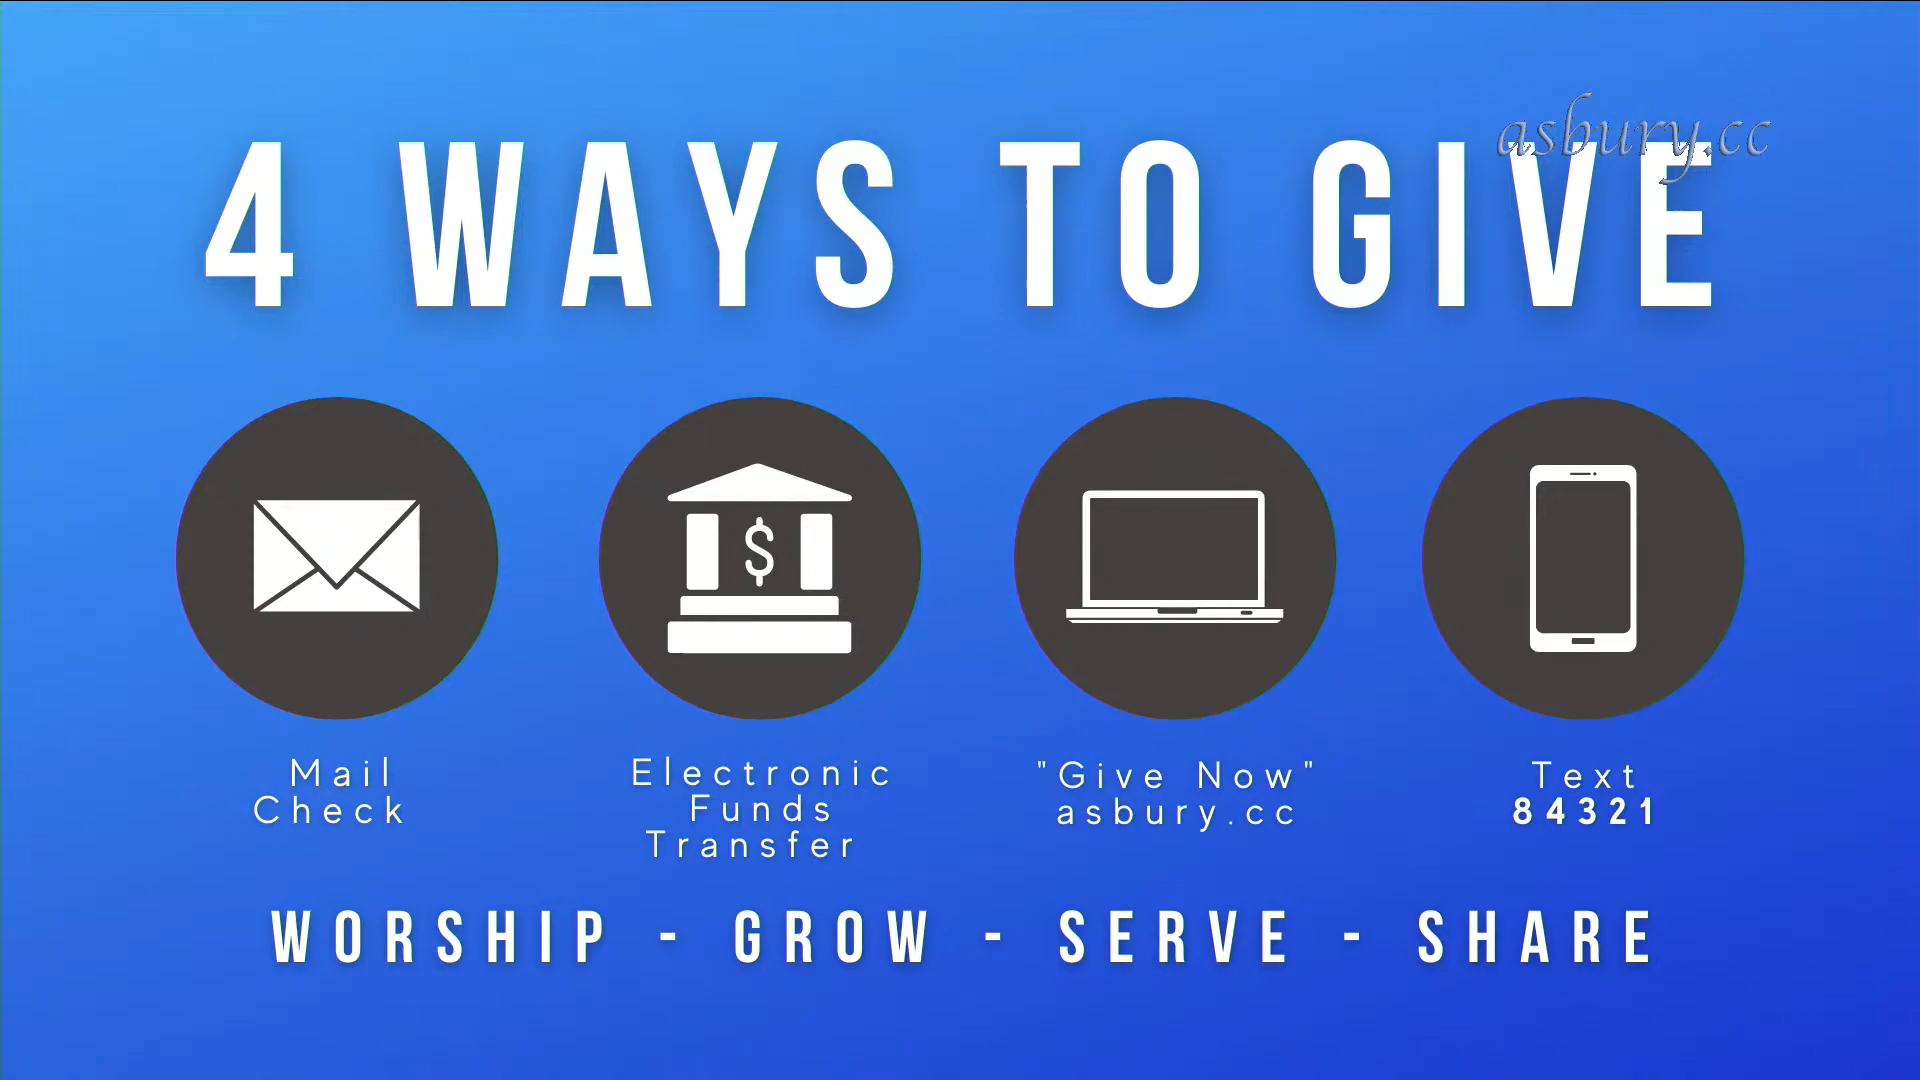 asbury.cc
4 WAYS TO GIVE
$
Mail
Check
Electronic
Funds
Transfer
"Give Now"
asbury.cc
Text
84321
WORSHIP - GROW - SERVE - SHARE